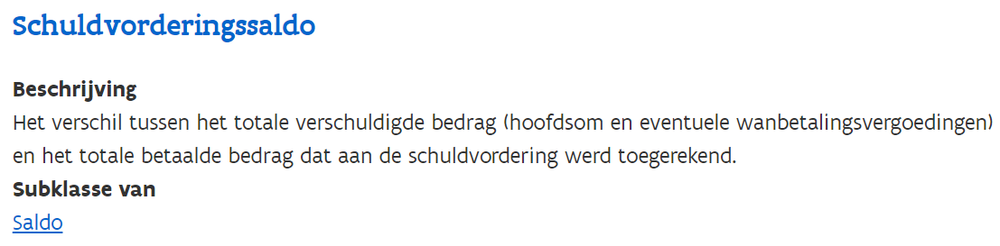 Schuldvorderingssaldo
Beschrijving
Het verschil tussen het totale verschuldigde bedrag (hoofdsom en eventuele wanbetalingsvergoedingen)
en het totale betaalde bedrag dat aan de schuldvordering werd toegerekend.
Subklasse van
Saldo